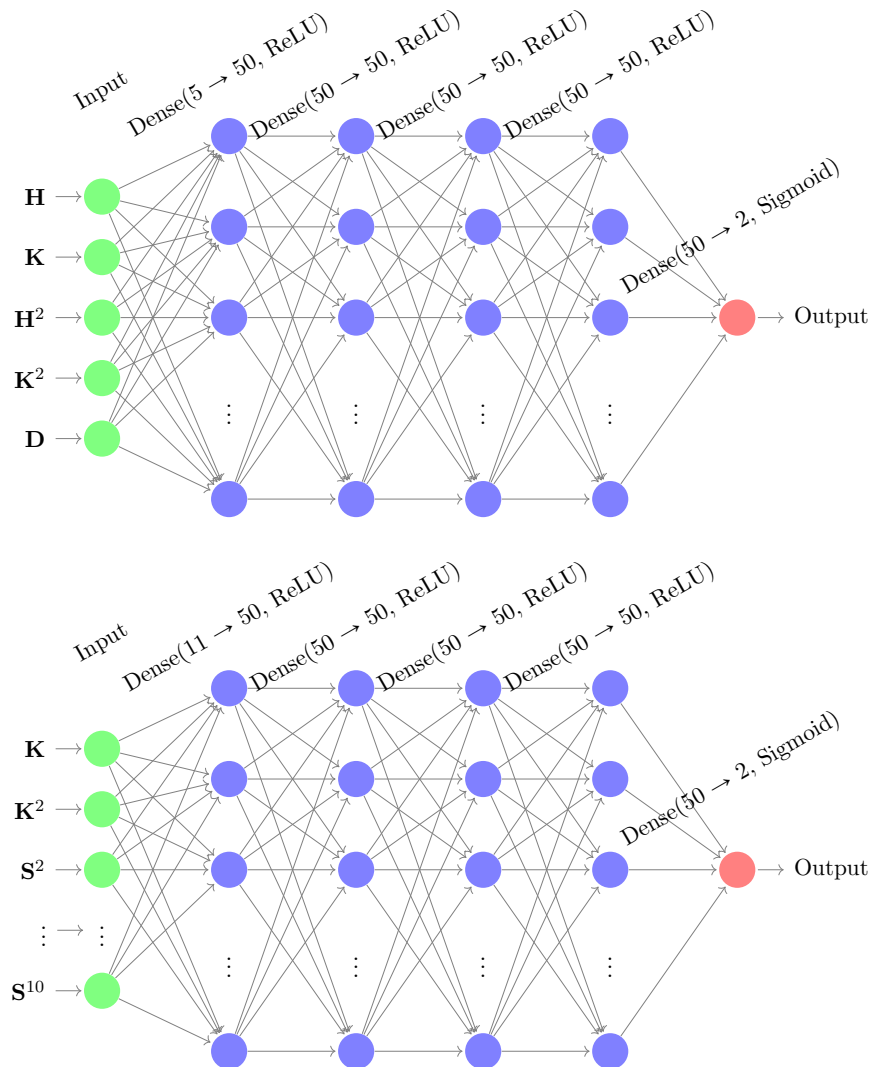 Input
Dense(5 → 50, ReLU)
Dense(50 → 50, ReLU)
Dense(50 → 50, ReLU)
Dense(50 → 50, ReLU)
Dense(50 → 2, Sigmoid)
H
K
H²
K²
D
⋮
⋮
⋮
⋮
Output
Input
Dense(11 → 50, ReLU)
Dense(50 → 50, ReLU)
Dense(50 → 50, ReLU)
Dense(50 → 50, ReLU)
Dense(50 → 2, Sigmoid)
K
K²
S²
⋮
⋮
S¹⁰
⋮
⋮
⋮
⋮
Output